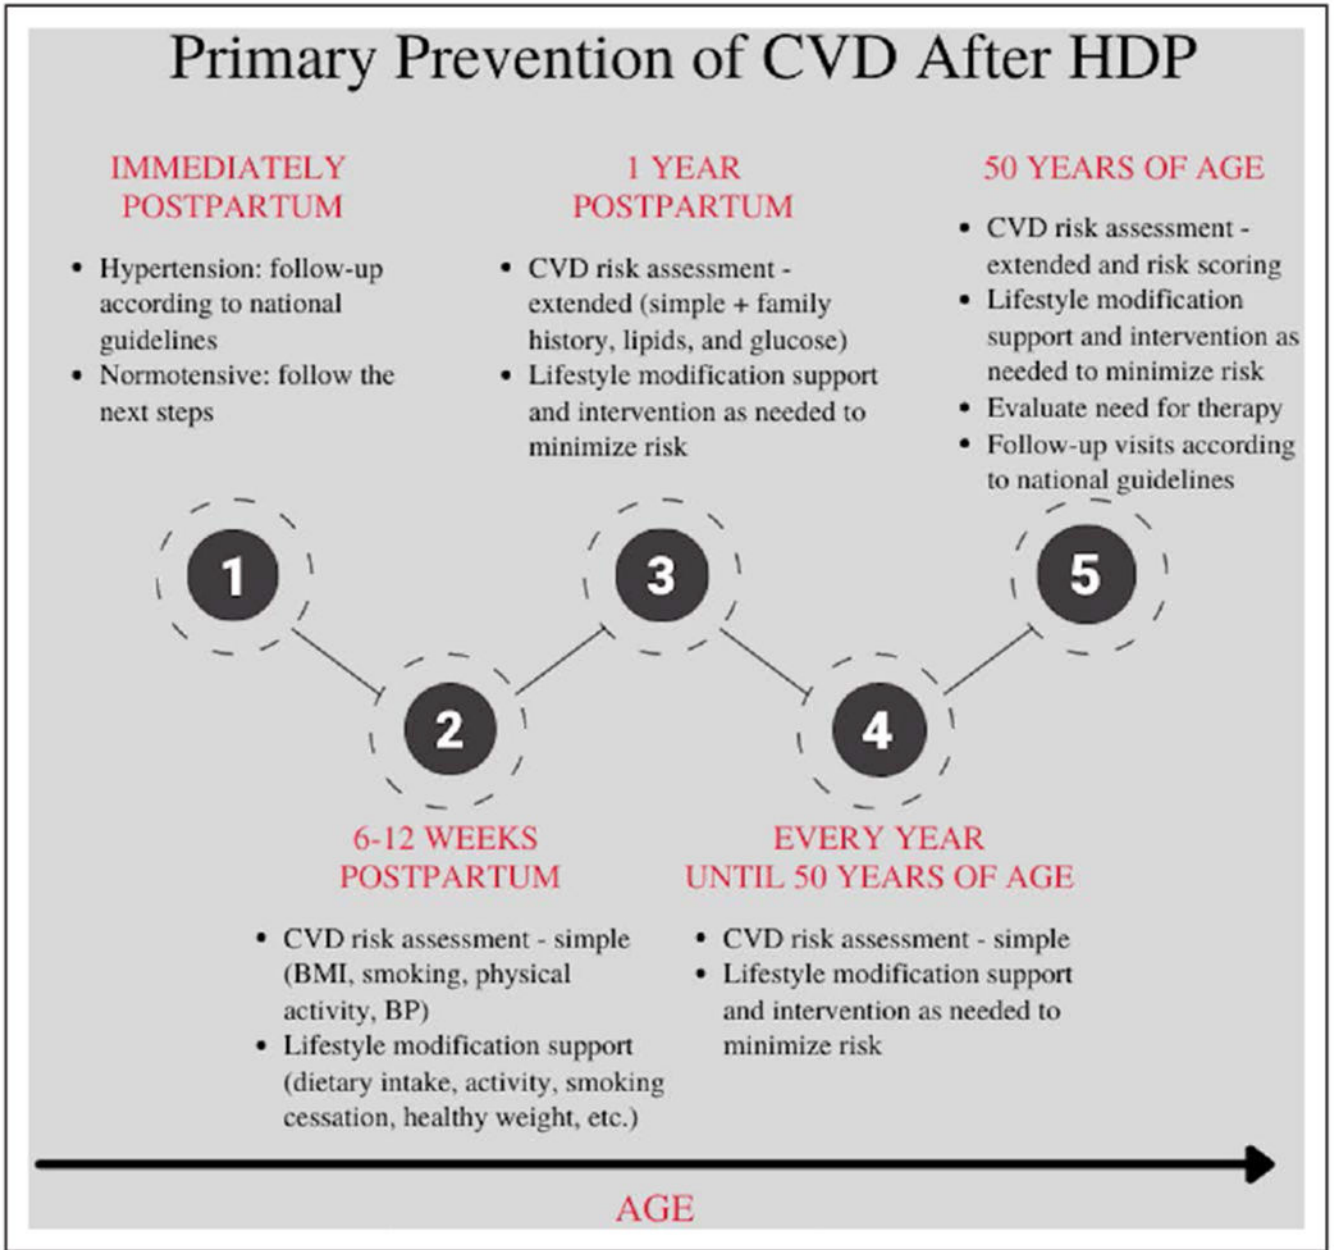 Primary Prevention of CVD After HDP
IMMEDIATELY
POSTPARTUM
• Hypertension: follow-up
according to national
guidelines
• Normotensive: follow the
next steps
1 YEAR
POSTPARTUM
• CVD risk assessment -
extended (simple + family
history, lipids, and glucose)
• Lifestyle modification support
and intervention as needed to
minimize risk
50 YEARS OF AGE
• CVD risk assessment -
extended and risk scoring
• Lifestyle modification
support and intervention as
needed to minimize risk
• Evaluate need for therapy
• Follow-up visits according
to national guidelines
1
3
5
2
4
6-12 WEEKS
POSTPARTUM
• CVD risk assessment - simple
(BMI, smoking, physical
activity, BP)
• Lifestyle modification support
(dietary intake, activity, smoking
cessation, healthy weight, etc.)
EVERY YEAR
UNTIL 50 YEARS OF AGE
• CVD risk assessment - simple
• Lifestyle modification support
and intervention as needed to
minimize risk
AGE